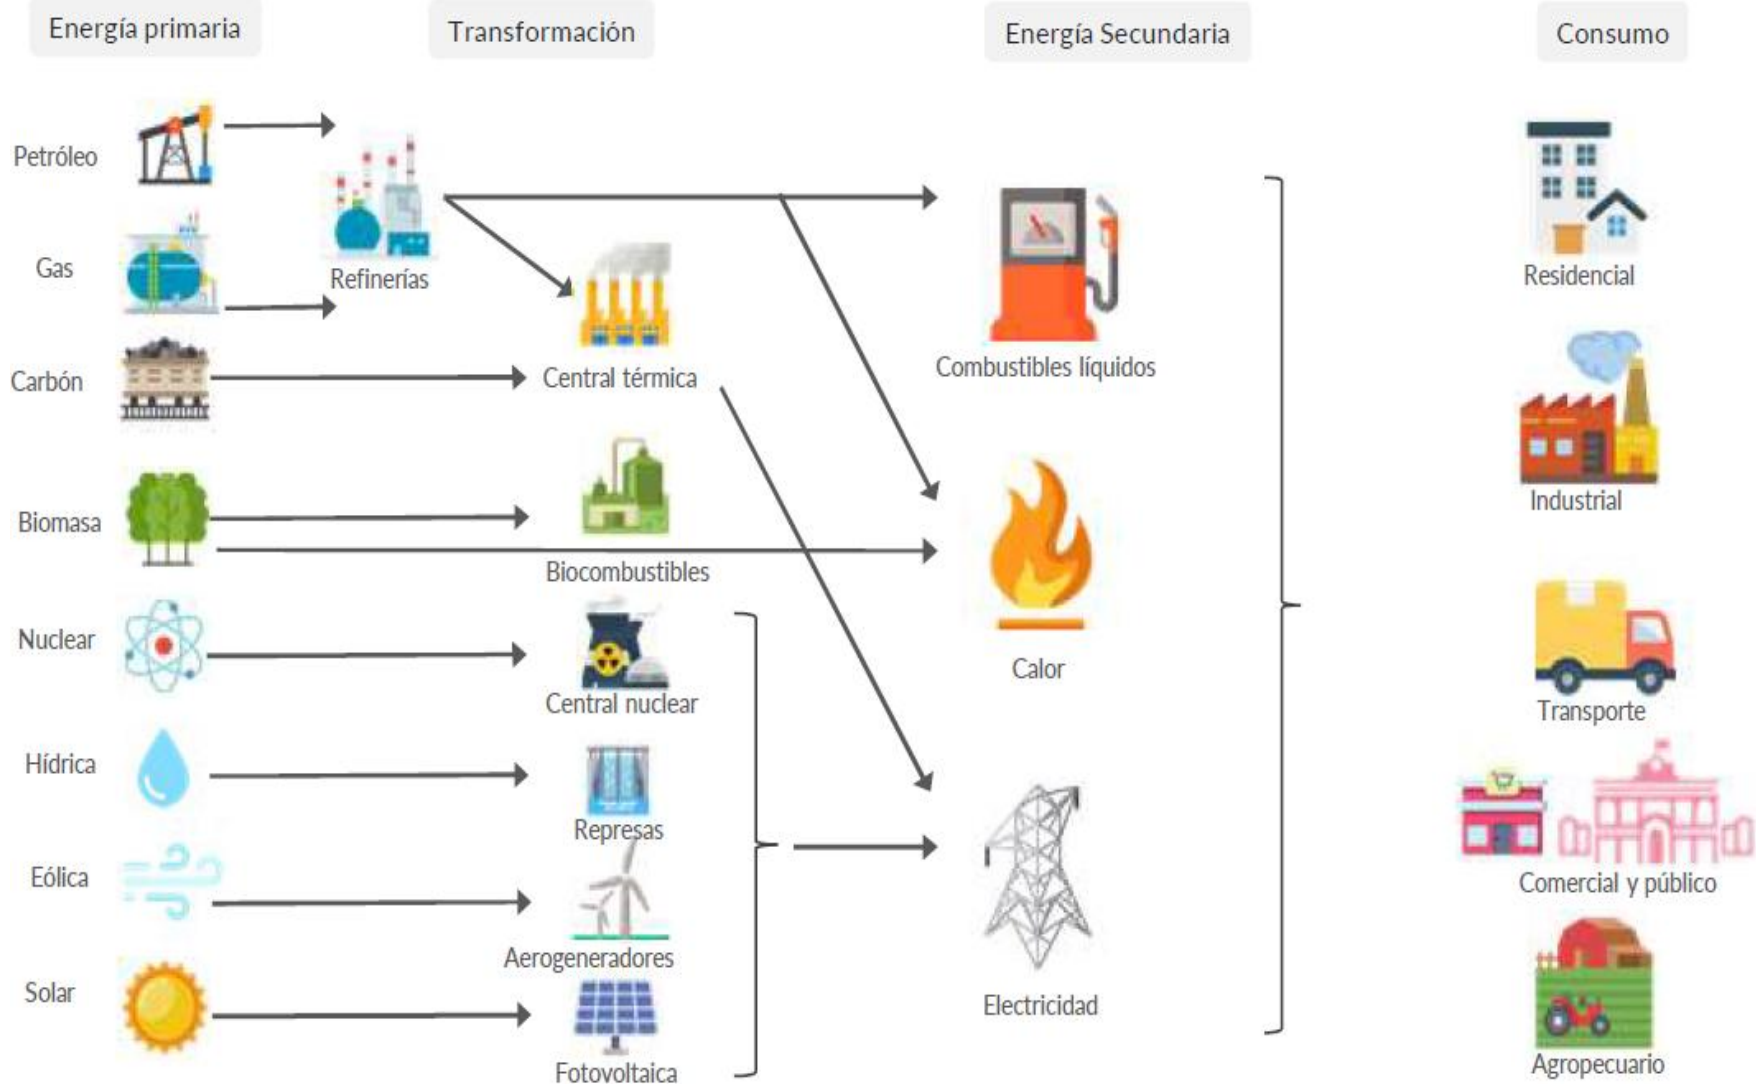 Energía primaria
Transformación
Energía Secundaria
Consumo
Petróleo
Gas
Carbón
Biomasa
Nuclear
Hídrica
Eólica
Solar
Refinerías
Central térmica
Biocombustibles
Central nuclear
Represas
Aerogeneradores
Fotovoltaica
Combustibles líquidos
Calor
Electricidad
Residencial
Industrial
Transporte
Comercial y público
Agropecuario